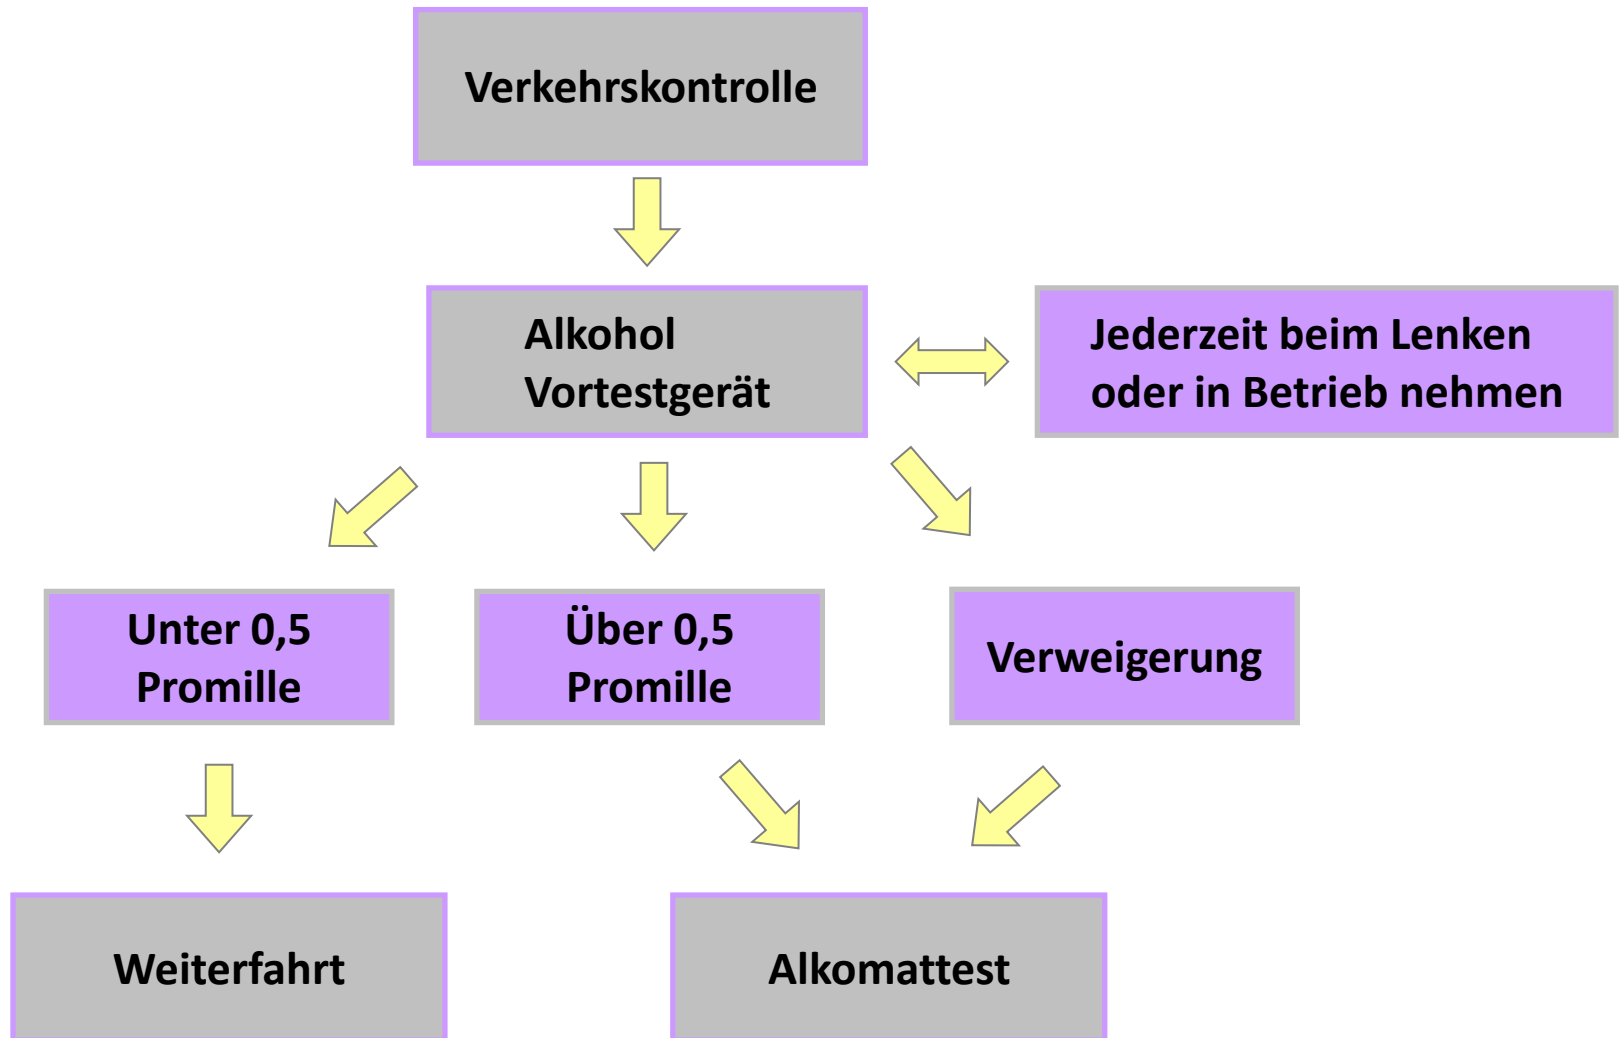 Verkehrskontrolle
Alkohol
Vortestgerät
Jederzeit beim Lenken
oder in Betrieb nehmen
Unter 0,5
Promille
Über 0,5
Promille
Verweigerung
Weiterfahrt
Alkomattest